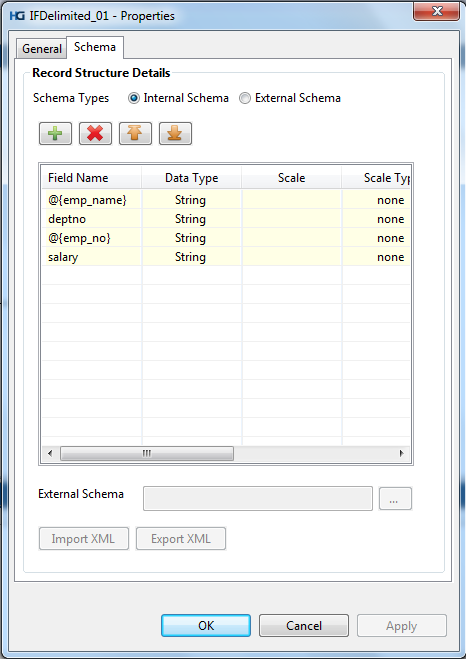 HG IFDelimited_01 - Properties
General Schema
Record Structure Details
Schema Types Internal Schema External Schema
Field Name Data Type Scale Scale Typ
@{emp_name} String none
deptno String none
@{emp_no} String none
salary String none
External Schema ...
Import XML Export XML
OK Cancel Apply